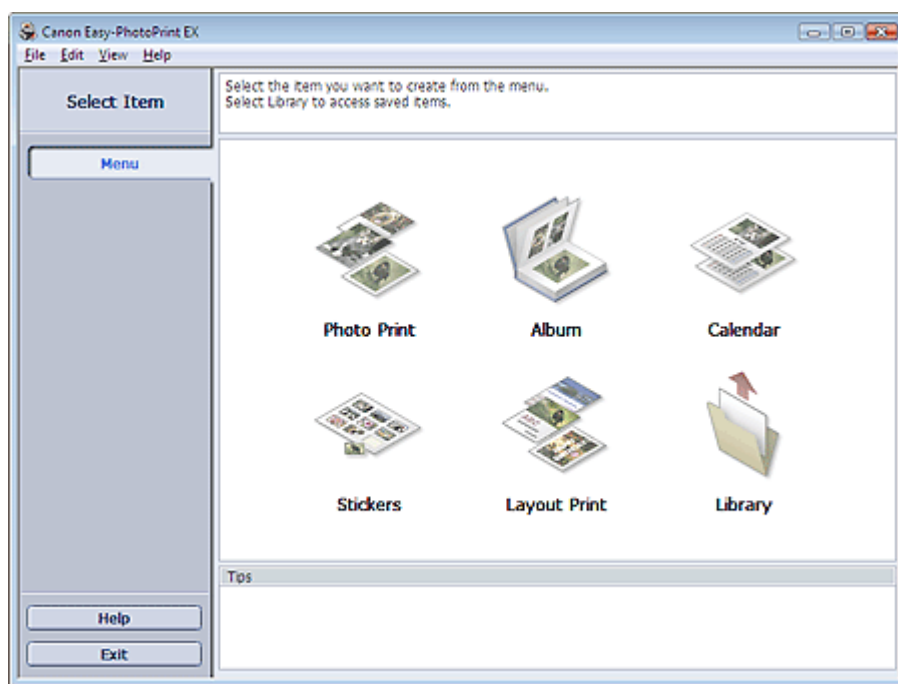 Canon Easy-PhotoPrint EX
File Edit View Help
Select Item
Select the item you want to create from the menu.
Select Library to access saved items.
Menu
Photo Print Album Calendar
Stickers Layout Print Library
Tips
Help
Exit